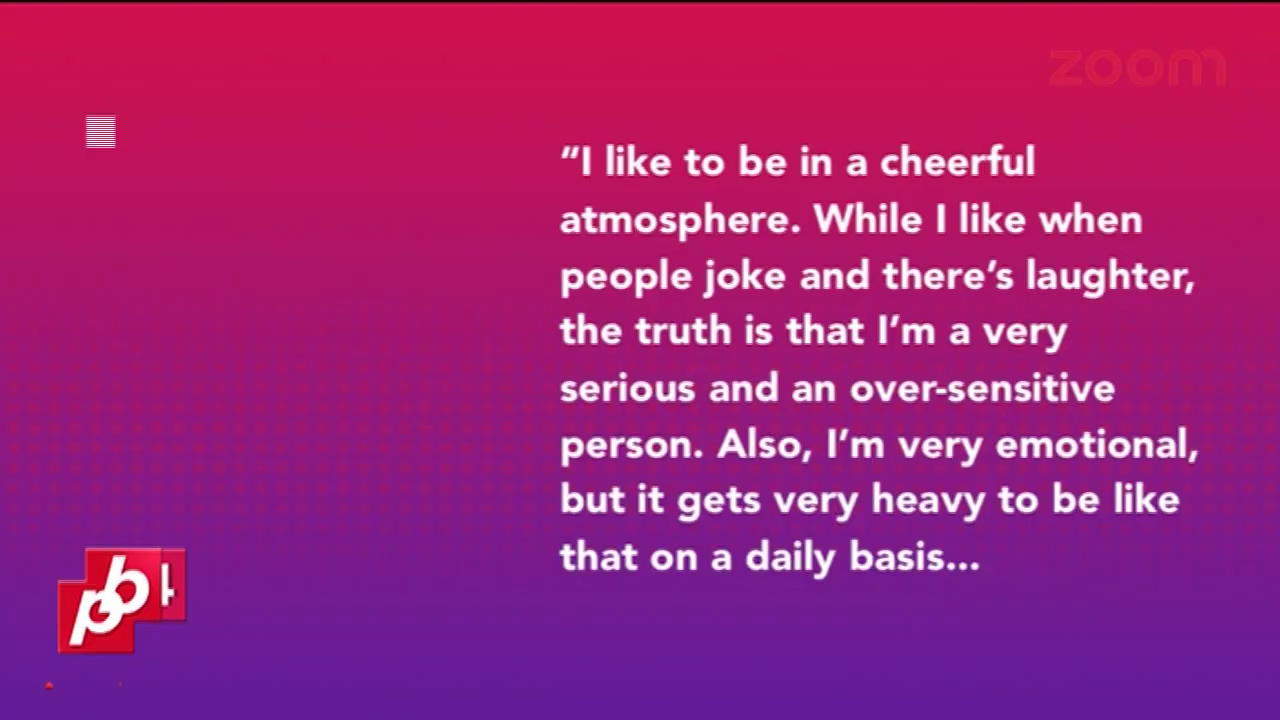 zoom
“I like to be in a cheerful
atmosphere. While I like when
people joke and there’s laughter,
the truth is that I’m a very
serious and an over-sensitive
person. Also, I’m very emotional,
but it gets very heavy to be like
that on a daily basis...
pb